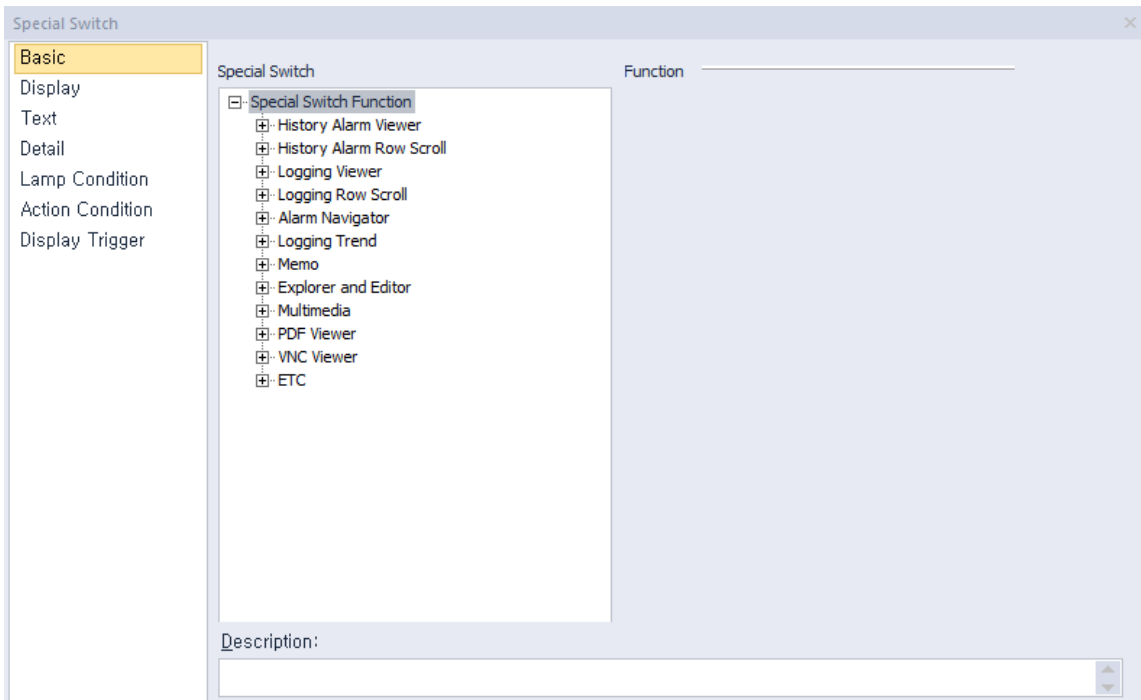 Special Switch
Basic
Display
Text
Detail
Lamp Condition
Action Condition
Display Trigger
Special Switch
Special Switch Function
History Alarm Viewer
History Alarm Row Scroll
Logging Viewer
Logging Row Scroll
Alarm Navigator
Logging Trend
Memo
Explorer and Editor
Multimedia
PDF Viewer
VNC Viewer
ETC
Function
Description: